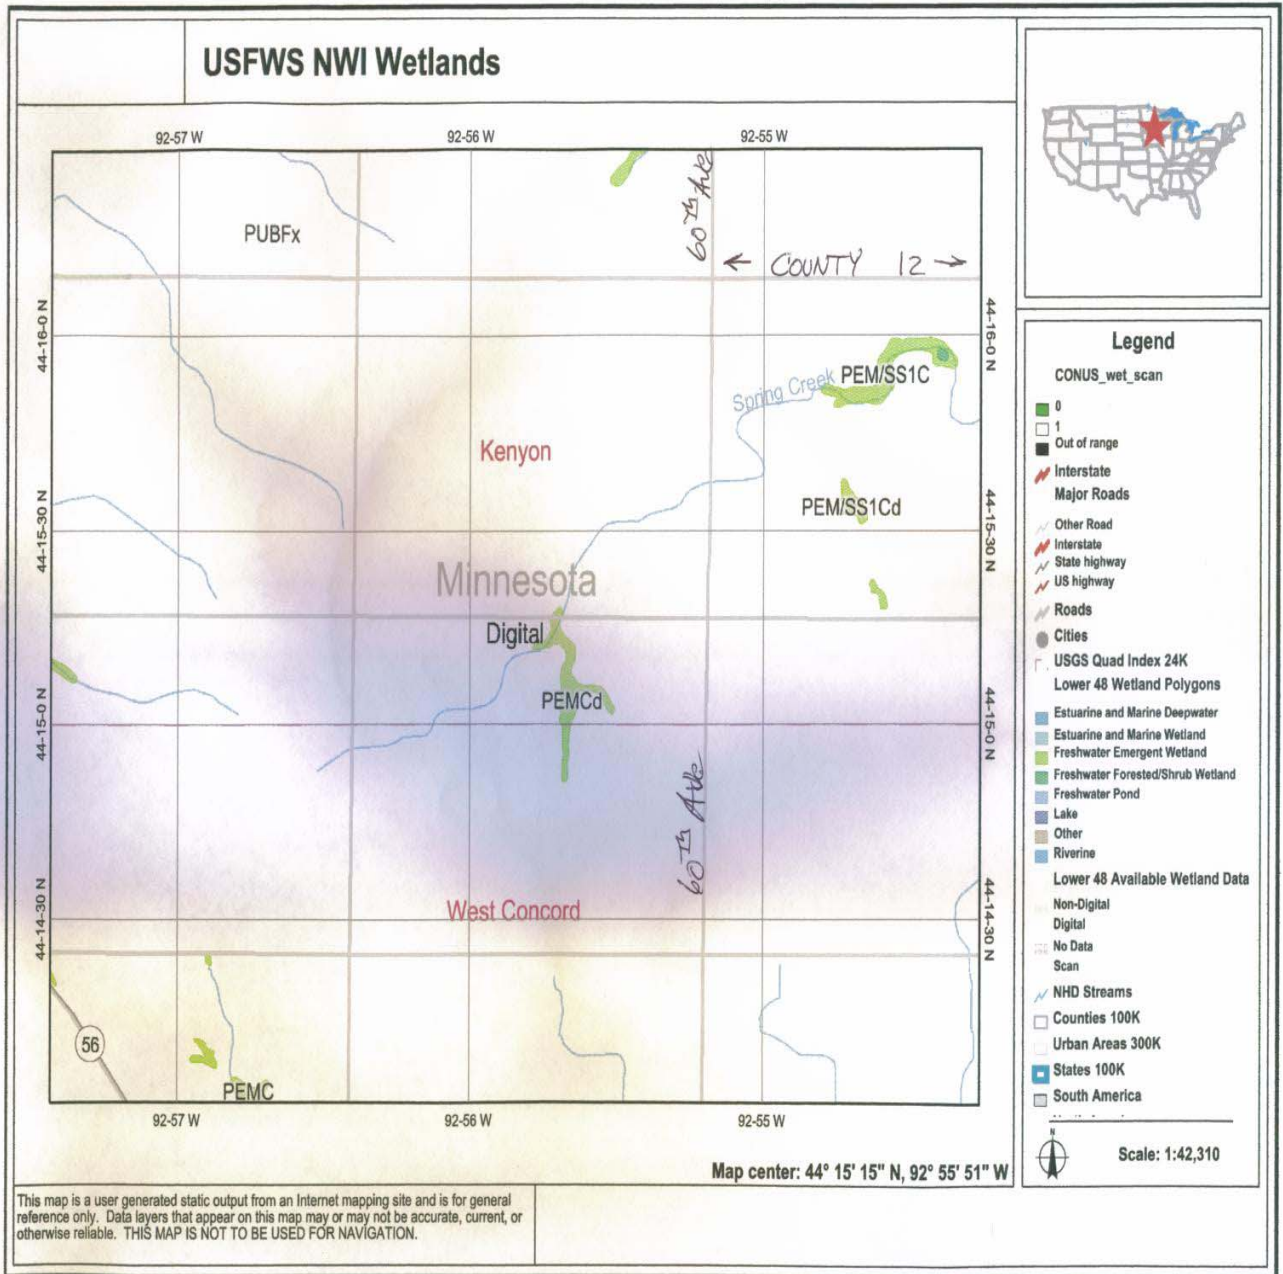 USFWS NWI Wetlands
92-57 W
92-56 W
92-55 W
60TH Ave
PUBFx
← COUNTY 12 →
44-16-0 N
44-16-0 N
Spring Creek
PEM/SS1C
Kenyon
44-15-30 N
PEM/SS1Cd
44-15-30 N
Minnesota
Digital
PEMCd
44-15-0 N
44-15-0 N
60TH Ave
West Concord
44-14-30 N
44-14-30 N
56
PEMC
92-57 W
92-56 W
92-55 W
Map center: 44° 15' 15" N, 92° 55' 51" W
Legend
CONUS_wet_scan
0
1
Out of range
Interstate
Major Roads
Other Road
Interstate
State highway
US highway
Roads
Cities
USGS Quad Index 24K
Lower 48 Wetland Polygons
Estuarine and Marine Deepwater
Estuarine and Marine Wetland
Freshwater Emergent Wetland
Freshwater Forested/Shrub Wetland
Freshwater Pond
Lake
Other
Riverine
Lower 48 Available Wetland Data
Non-Digital
Digital
No Data
Scan
NHD Streams
Counties 100K
Urban Areas 300K
States 100K
South America
N
Scale: 1:42,310
This map is a user generated static output from an Internet mapping site and is for general
reference only. Data layers that appear on this map may or may not be accurate, current, or
otherwise reliable. THIS MAP IS NOT TO BE USED FOR NAVIGATION.